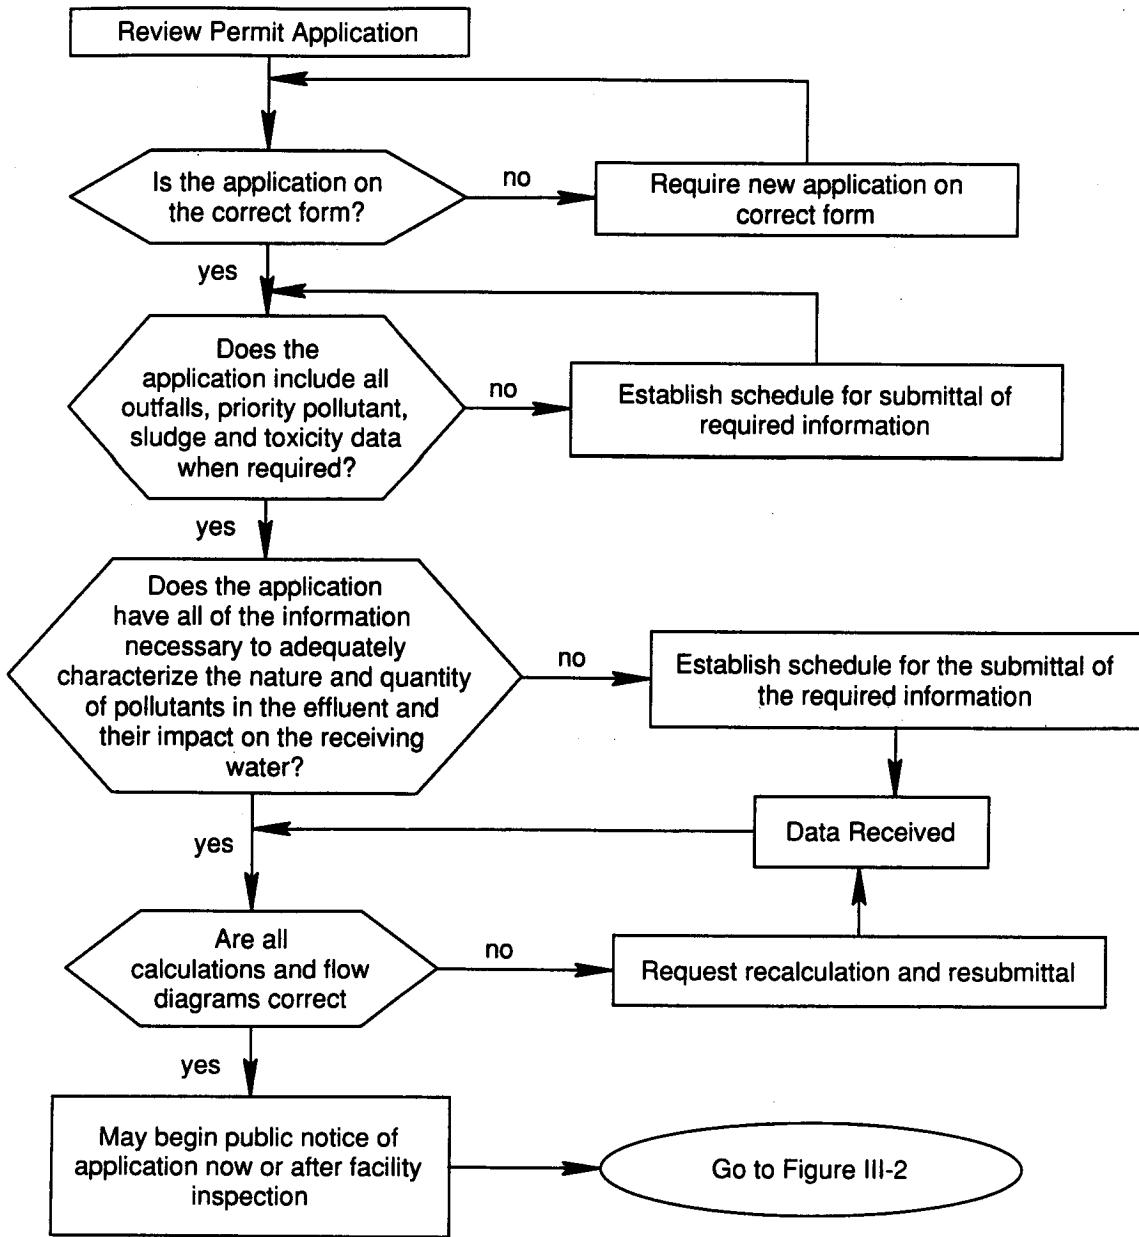 Review Permit Application
Is the application on
the correct form?
no
Require new application on
correct form
yes
Does the
application include all
outfalls, priority pollutant,
sludge and toxicity data
when required?
no
Establish schedule for submittal of
required information
yes
Does the application
have all of the information
necessary to adequately
characterize the nature and quantity
of pollutants in the effluent and
their impact on the receiving
water?
no
Establish schedule for the submittal of
the required information
Data Received
yes
Are all
calculations and flow
diagrams correct
no
Request recalculation and resubmittal
yes
May begin public notice of
application now or after facility
inspection
Go to Figure III-2